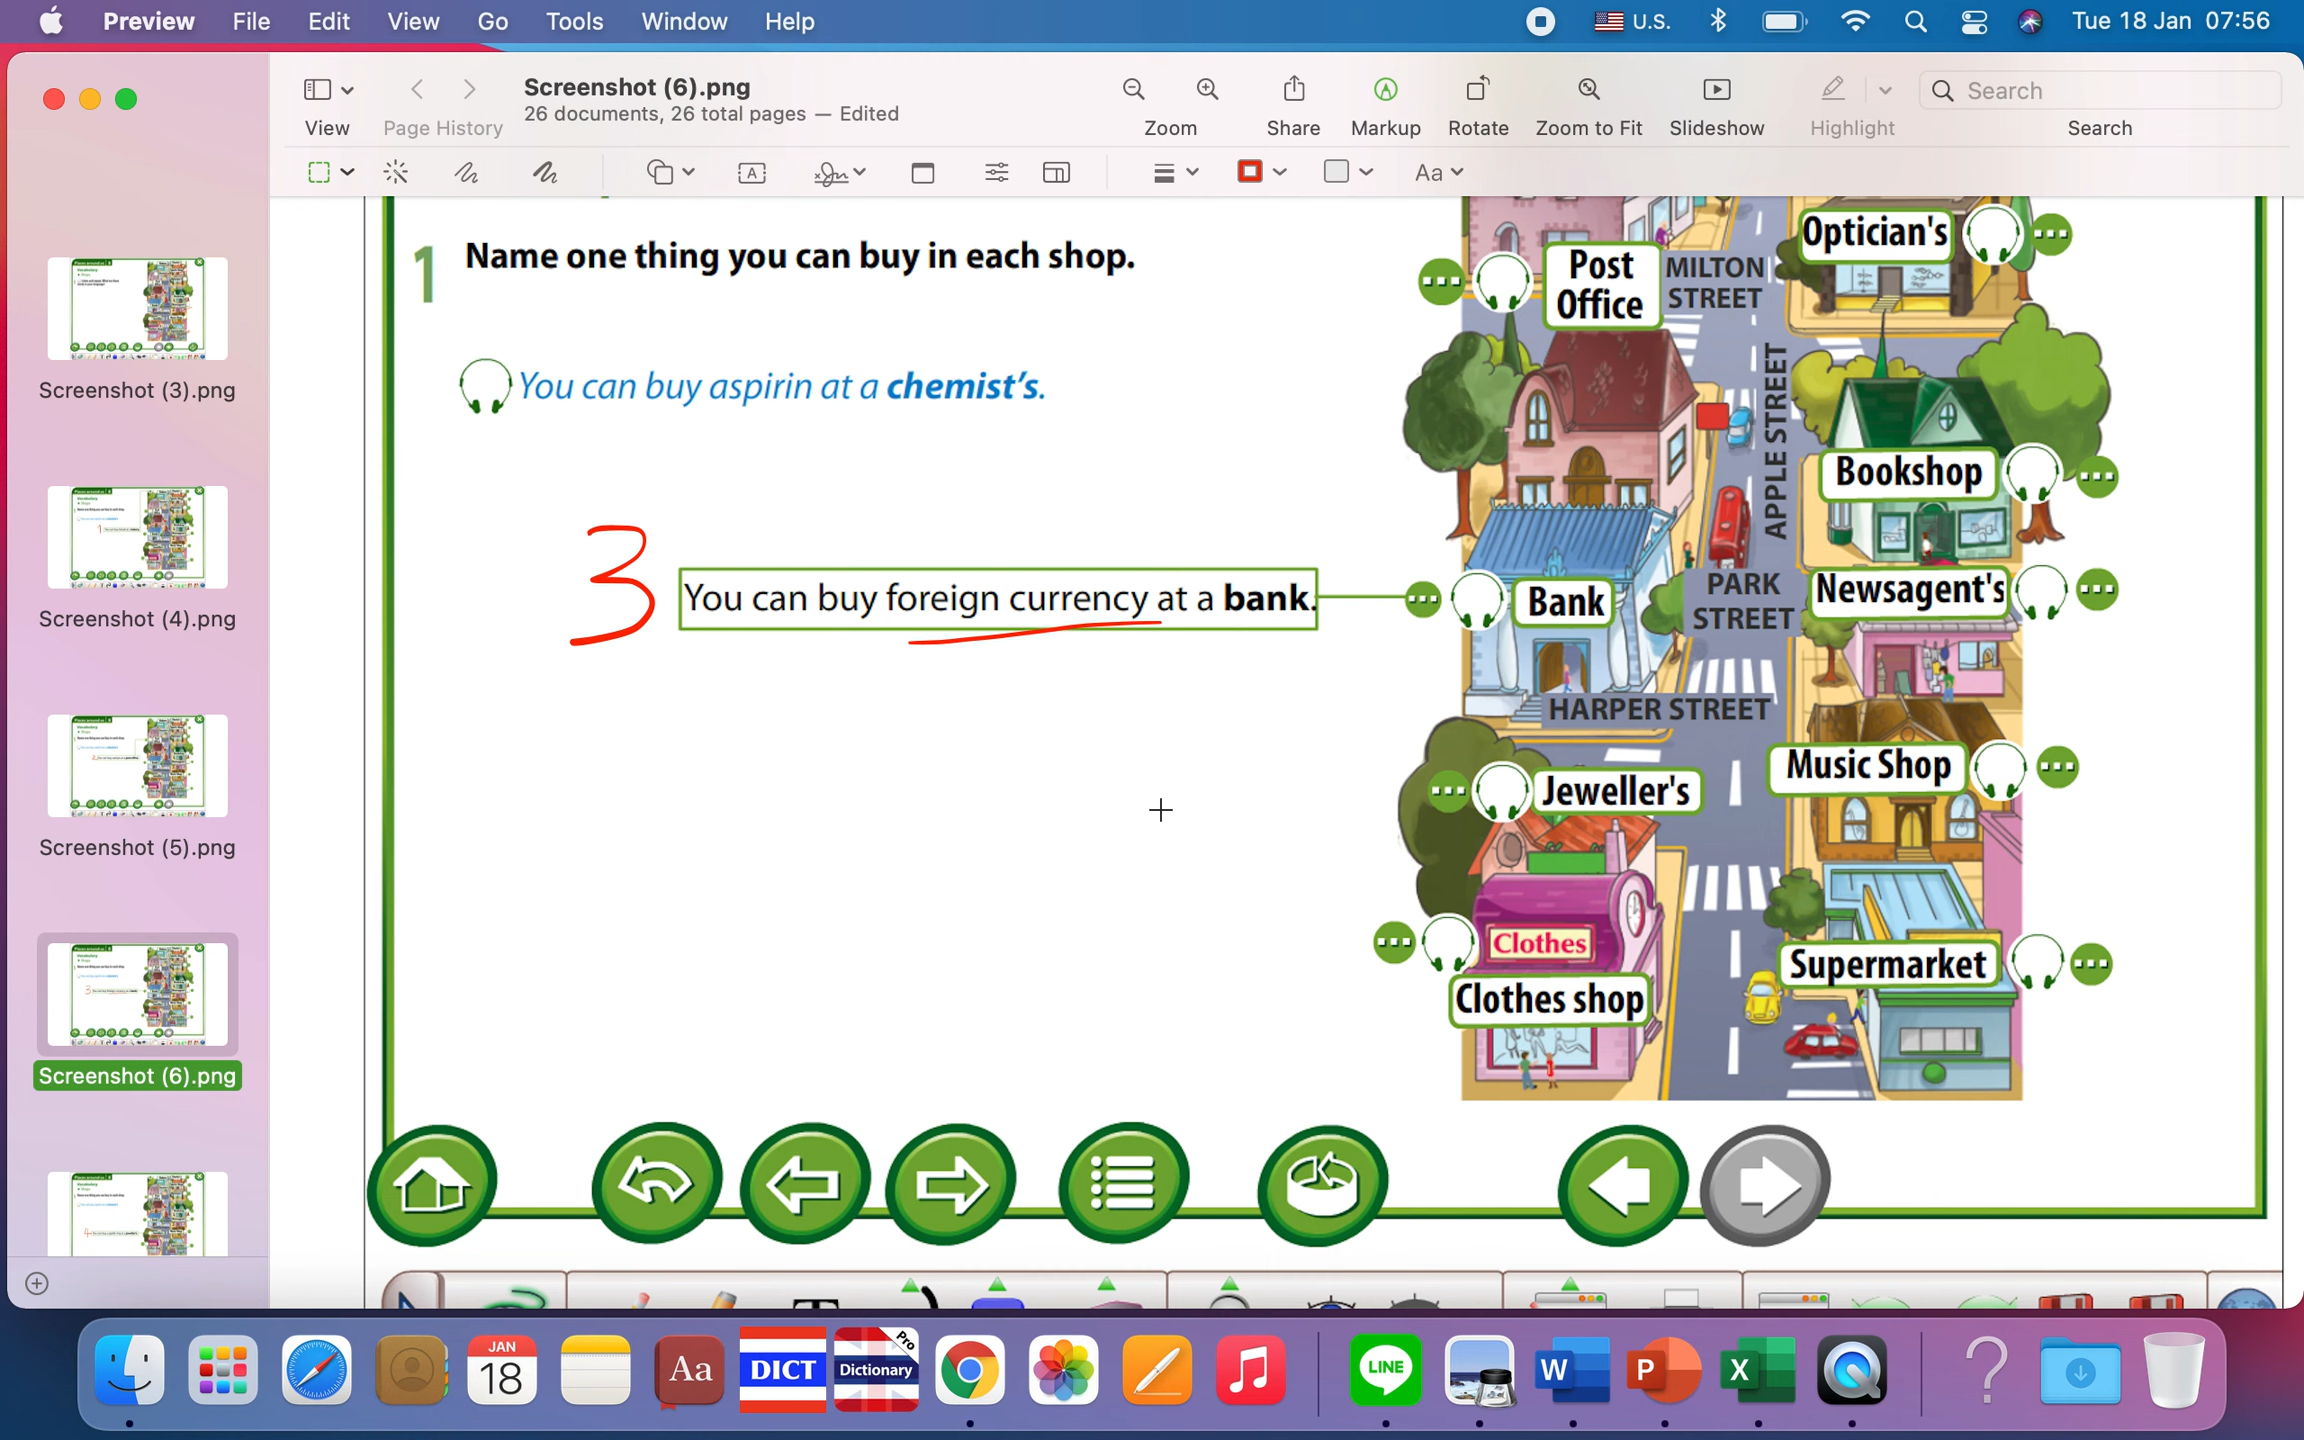 Preview File Edit View Go Tools Window Help U.S. Tue 18 Jan 07:56
Screenshot (6).png
26 documents, 26 total pages — Edited
Search
View Page History Zoom Share Markup Rotate Zoom to Fit Slideshow Highlight Search
A Aa
Screenshot (3).png
Screenshot (4).png
Screenshot (5).png
Screenshot (6).png
1 Name one thing you can buy in each shop.
You can buy aspirin at a chemist's.
3 You can buy foreign currency at a bank.
Optician's
Post
Office
MILTON
STREET
APPLE STREET
Bookshop
Bank
PARK
STREET
Newsagent's
HARPER STREET
Music Shop
Jeweller's
Clothes
Clothes shop
Supermarket
JAN
18
Aa
DICT
Pro
Dictionary
LINE
W
P
X